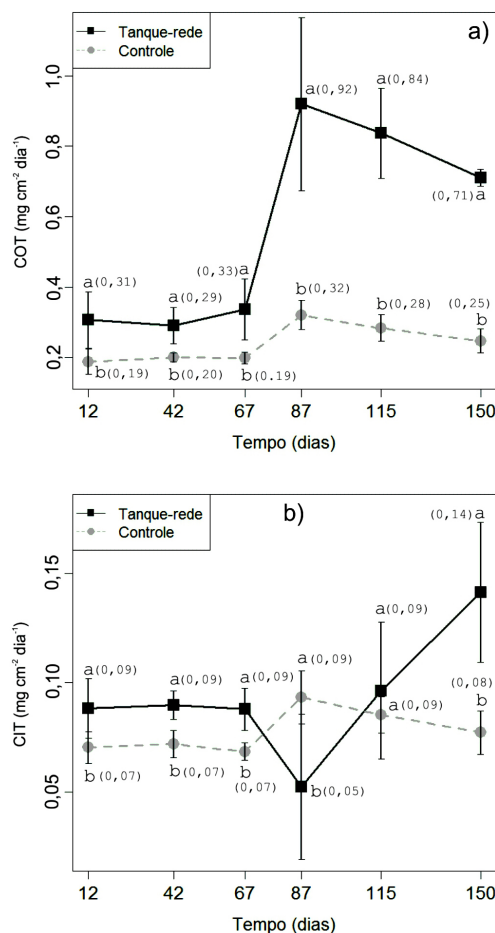 a)
Tanque-rede
Controle
COT (mg cm⁻² dia⁻¹)
1,0
0,8
0,6
0,4
0,2
a(0,31)
a(0,29)
(0,33)a
a(0,92)
a(0,84)
(0,71)a
b(0,19)
b(0,20)
b(0.19)
b(0,32)
b(0,28)
(0,25)
b
12 42 67 87 115 150
Tempo (dias)
b)
Tanque-rede
Controle
CIT (mg cm⁻² dia⁻¹)
0,15
0,10
0,05
a(0,09)
a(0,09)
a(0,09)
a(0,09)
a(0,09)
(0,14)a
b(0,07)
b(0,07)
b
(0,07)
b(0,05)
a(0,09)
(0,08)
b
12 42 67 87 115 150
Tempo (dias)